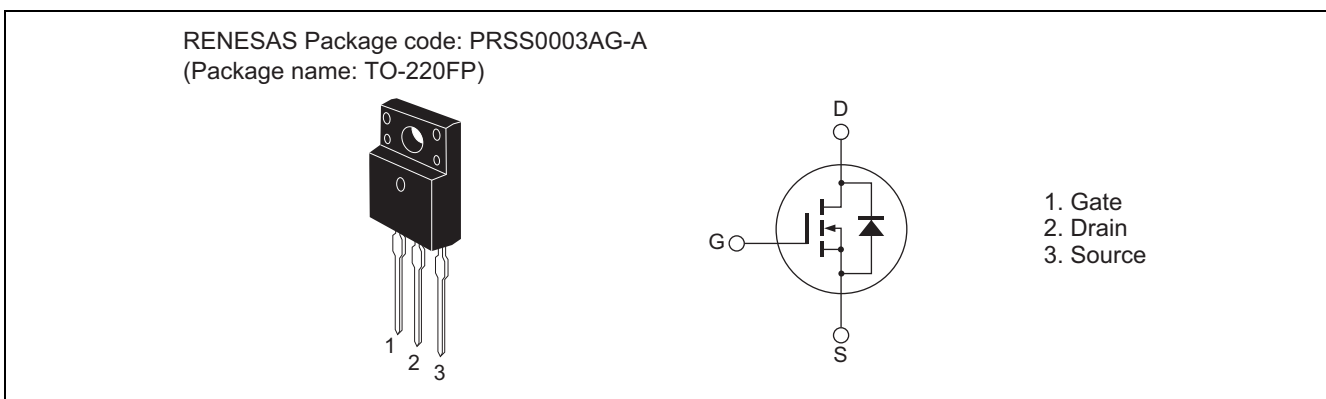 RENESAS Package code: PRSS0003AG-A
(Package name: TO-220FP)
1
2
3
D
G
S
1. Gate
2. Drain
3. Source